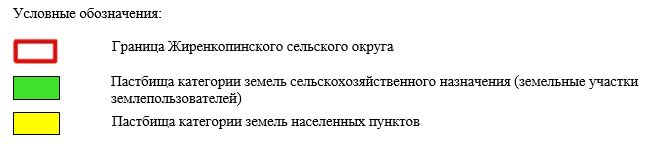 Условные обозначения:
Граница Жиренкопинского сельского округа
Пастбища категории земель сельскохозяйственного назначения (земельные участки
землепользователей)
Пастбища категории земель населенных пунктов